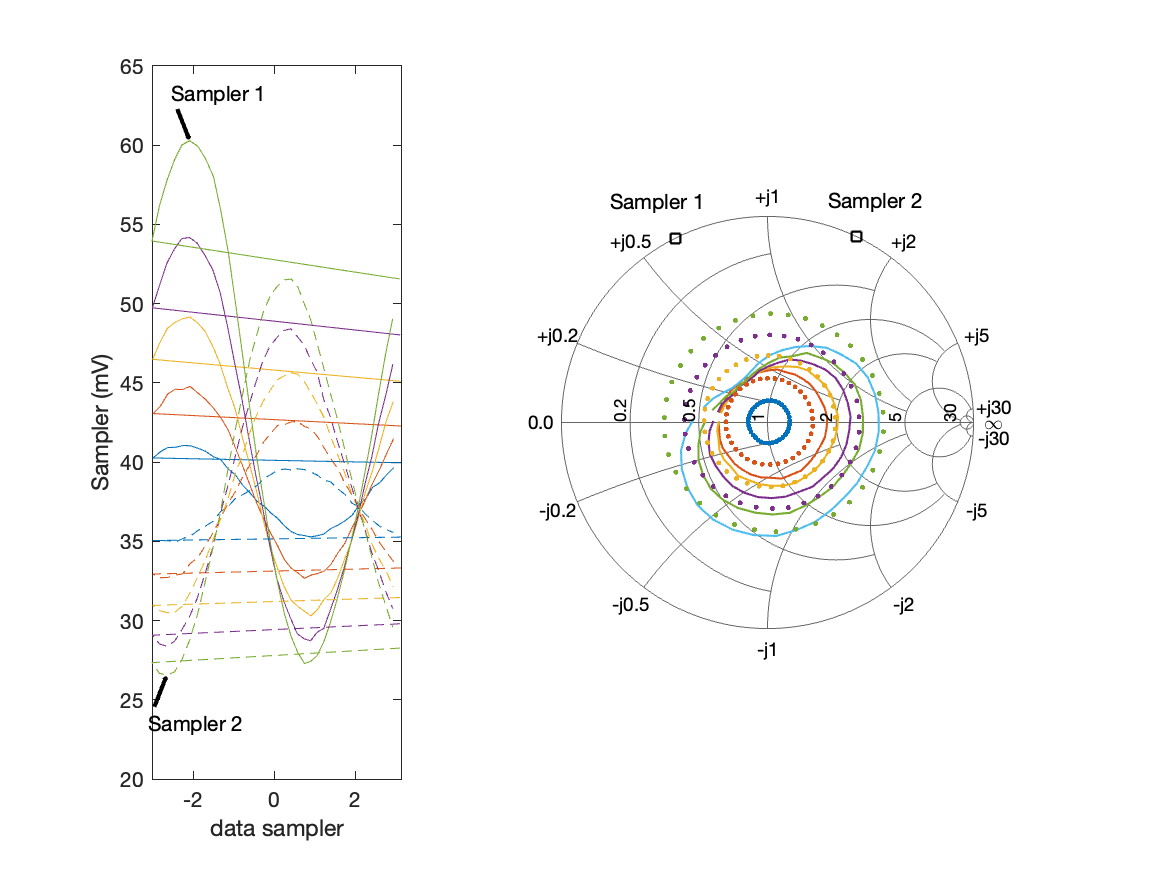 65
60
55
50
45
40
35
30
25
20
Sampler (mV)
-2
0
2
data sampler
Sampler 1
Sampler 2
Sampler 1
Sampler 2
+j1
+j0.5
+j2
+j0.2
+j5
0.0
0.2
0.5
1
2
5
30
+j30
∞
-j30
-j0.2
-j5
-j0.5
-j2
-j1